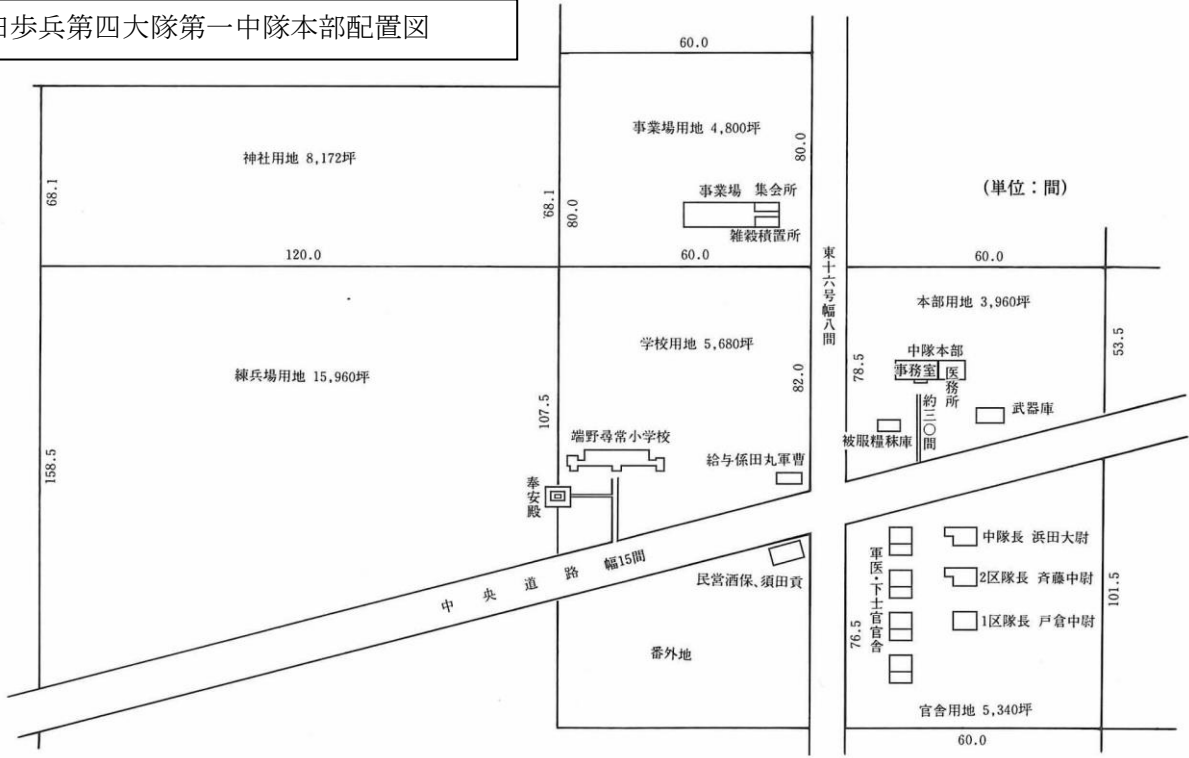 歩兵第四大隊第一中隊本部配置図
60.0
事業場用地 4,800坪
80.0
神社用地 8,172坪
68.1
68.1
80.0
事業場 集会所
雑穀積置所
(単位：間)
120.0
60.0
60.0
東十六号幅八間
本部用地 3,960坪
53.5
学校用地 5,680坪
練兵場用地 15,960坪
82.0
78.5
中隊本部
事務室
医務所
武器庫
約三〇間
被服糧秣庫
107.5
158.5
端野尋常小学校
給与係田丸軍曹
奉安殿
中央道路 幅15間
民営酒保、須田貢
軍医・下士官官舎
中隊長 浜田大尉
2区隊長 斉藤中尉
1区隊長 戸倉中尉
101.5
76.5
番外地
官舎用地 5,340坪
60.0